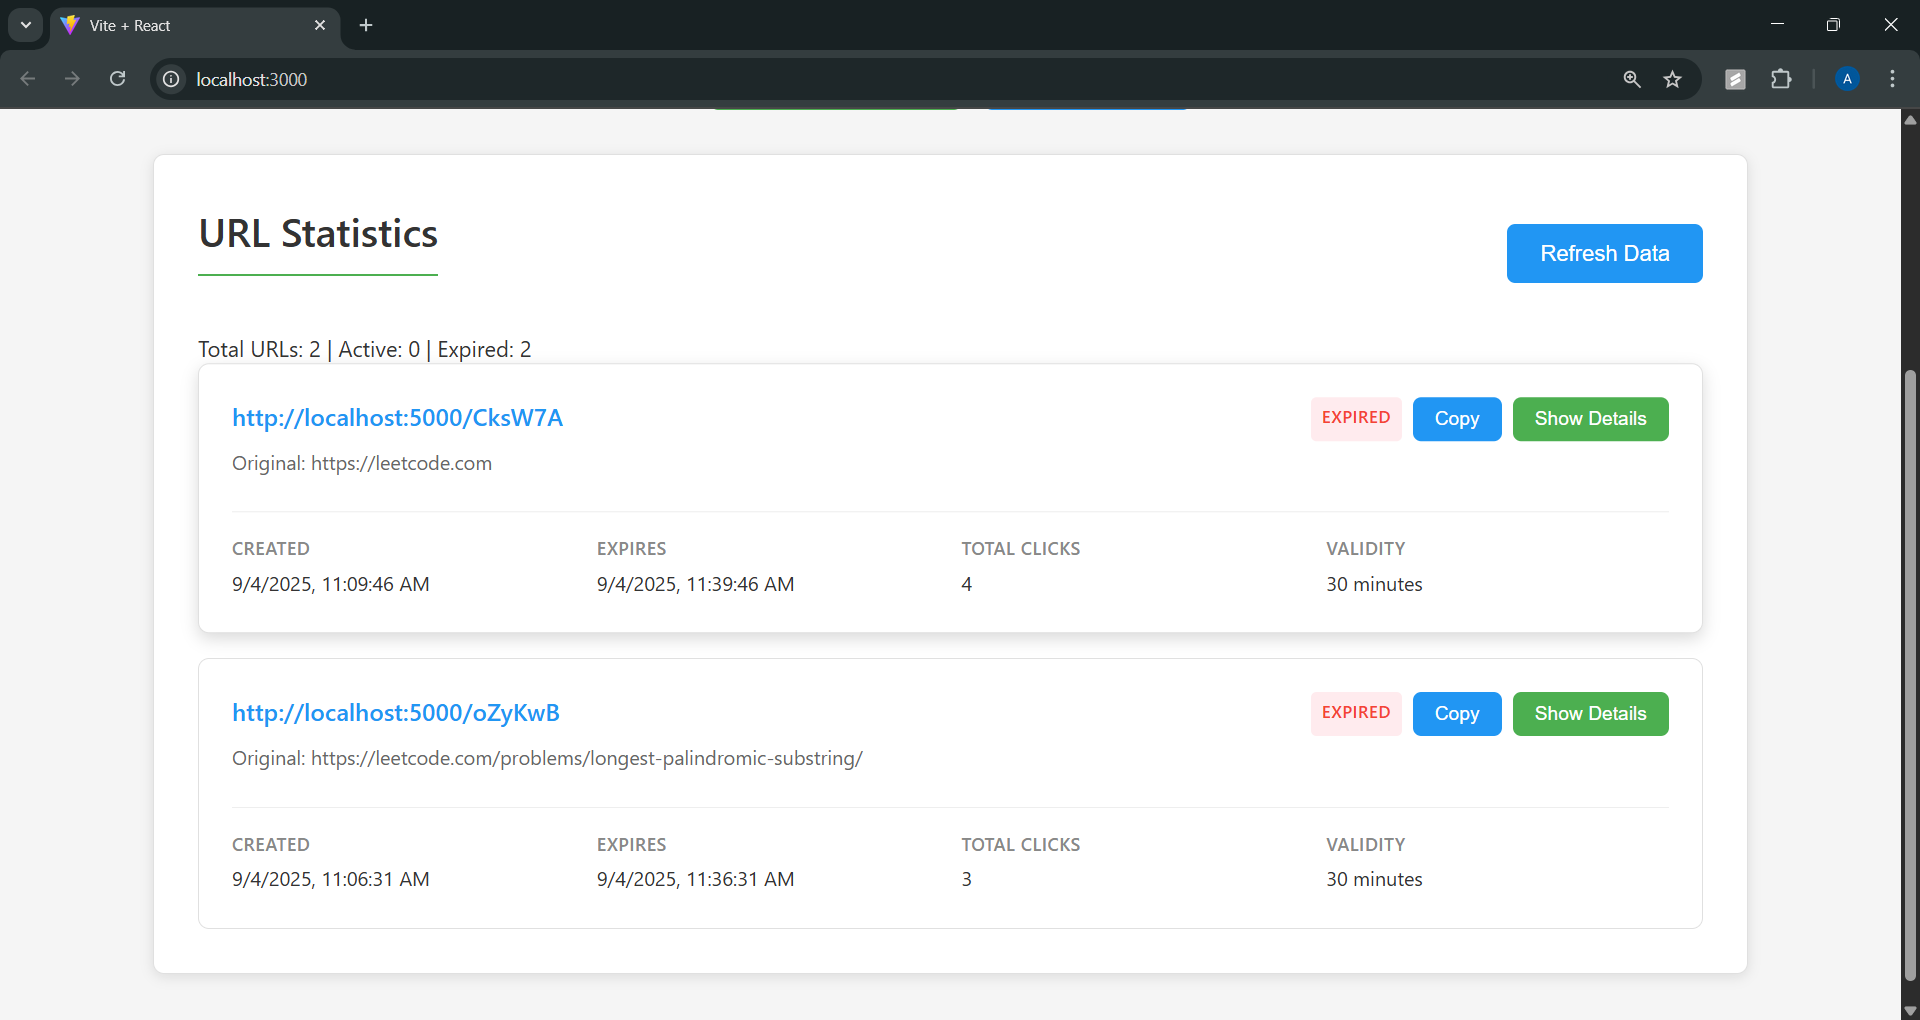 Vite + React
localhost:3000
A
URL Statistics
Refresh Data
Total URLs: 2 | Active: 0 | Expired: 2
http://localhost:5000/CksW7A
EXPIRED
Copy
Show Details
Original: https://leetcode.com
CREATED
EXPIRES
TOTAL CLICKS
VALIDITY
9/4/2025, 11:09:46 AM
9/4/2025, 11:39:46 AM
4
30 minutes
http://localhost:5000/oZyKwB
EXPIRED
Copy
Show Details
Original: https://leetcode.com/problems/longest-palindromic-substring/
CREATED
EXPIRES
TOTAL CLICKS
VALIDITY
9/4/2025, 11:06:31 AM
9/4/2025, 11:36:31 AM
3
30 minutes